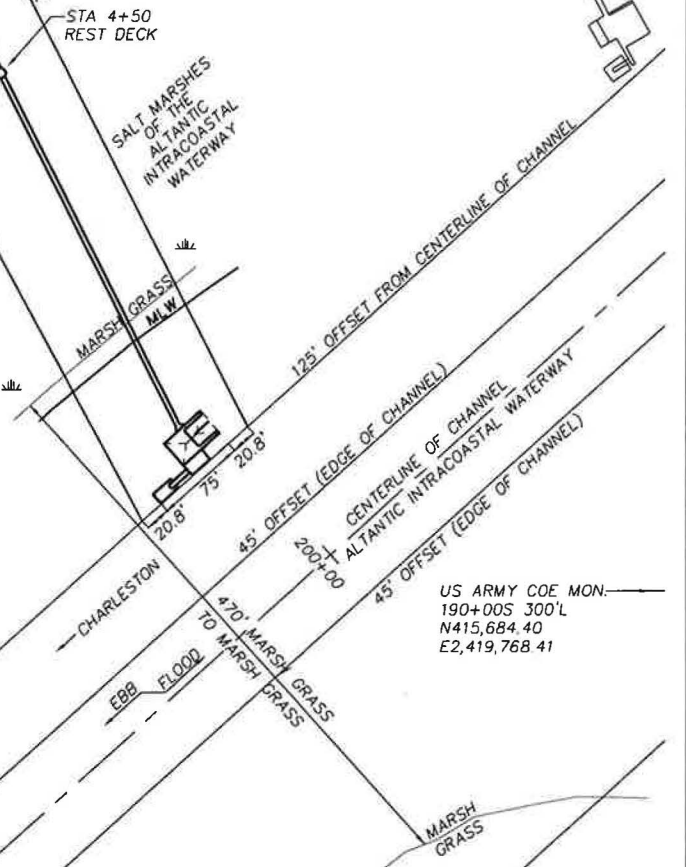 STA 4+50
REST DECK
SALT MARSHES
OF THE
ALTANTIC
INTRACOASTAL
WATERWAY
125' OFFSET FROM CENTERLINE OF CHANNEL
MARSH GRASS
MLW
20.8'
75'
20.8'
45' OFFSET (EDGE OF CHANNEL)
CENTERLINE OF CHANNEL
ALTANTIC INTRACOASTAL WATERWAY
200+00
45' OFFSET (EDGE OF CHANNEL)
US ARMY COE MON.
190+00S 300'L
N415,684.40
E2,419,768.41
CHARLESTON
EBB
FLOOD
470' MARSH GRASS
TO MARSH GRASS
MARSH
GRASS